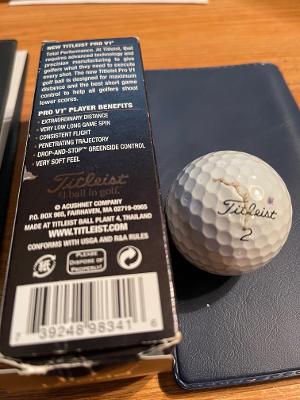 NEW TITLEIST PRO V1®
Total Performance. At Titleist, that
requires advanced technology and
precision manufacturing to give
golfers what they need to execute
every shot. The new Titleist Pro V1
golf ball is designed for maximum
distance and the best short game
control to help all golfers shoot
lower scores.
PRO V1® PLAYER BENEFITS
• EXTRAORDINARY DISTANCE
• VERY LOW LONG GAME SPIN
• CONSISTENT FLIGHT
• PENETRATING TRAJECTORY
• DROP-AND-STOP™ GREENSIDE CONTROL
• VERY SOFT FEEL
Titleist
#1 ball in golf.
© ACUSHNET COMPANY
P.O. BOX 965, FAIRHAVEN, MA 02719-0965
MADE AT TITLEIST BALL PLANT 4, THAILAND
WWW.TITLEIST.COM
CONFORMS WITH USGA AND R&A RULES
PLEASE
DISPOSE OF
PROPERLY!
7 39248 98341 6
Titleist
2